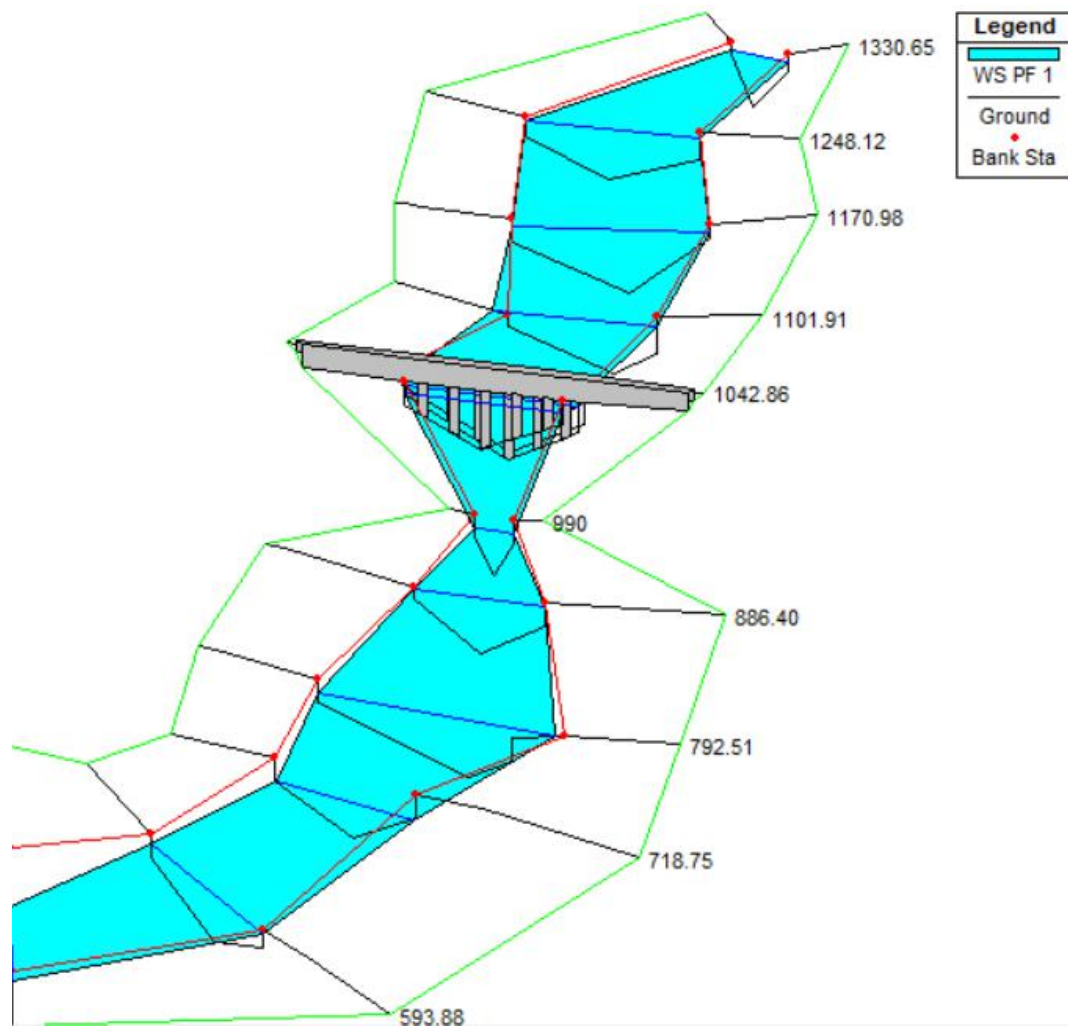 Legend
WS PF 1
Ground
Bank Sta
1330.65
1248.12
1170.98
1101.91
1042.86
990
886.40
792.51
718.75
593.88